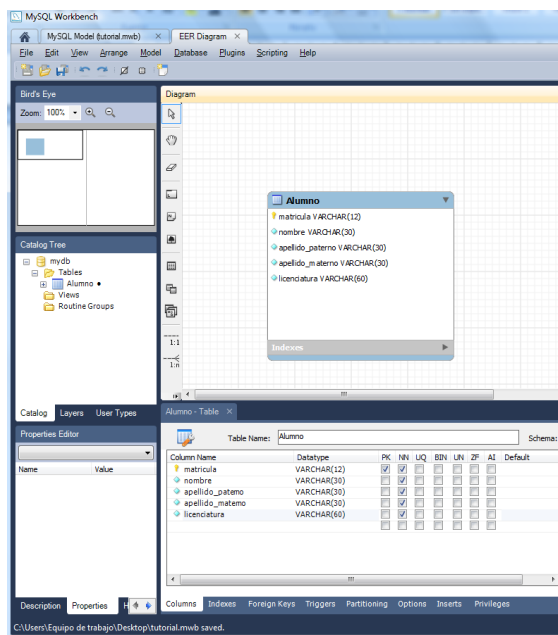 MySQL Workbench
MySQL Model (tutorial.mwb) × EER Diagram ×
File Edit View Arrange Model Database Plugins Scripting Help
Bird's Eye
Zoom: 100%
Diagram
Alumno
matricula VARCHAR(12)
nombre VARCHAR(30)
apellido_paterno VARCHAR(30)
apellido_materno VARCHAR(30)
licenciatura VARCHAR(60)
Indexes
1:1
1:n
Catalog Tree
mydb
Tables
Alumno
Views
Routine Groups
Catalog Layers User Types
Properties Editor
Name Value
Description Properties H
Alumno - Table ×
Table Name: Alumno Schema:
Column Name Datatype PK NN UQ BIN UN ZF AI Default
matricula VARCHAR(12)
nombre VARCHAR(30)
apellido_paterno VARCHAR(30)
apellido_materno VARCHAR(30)
licenciatura VARCHAR(60)
Columns Indexes Foreign Keys Triggers Partitioning Options Inserts Privileges
C:\Users\Equipo de trabajo\Desktop\tutorial.mwb saved.